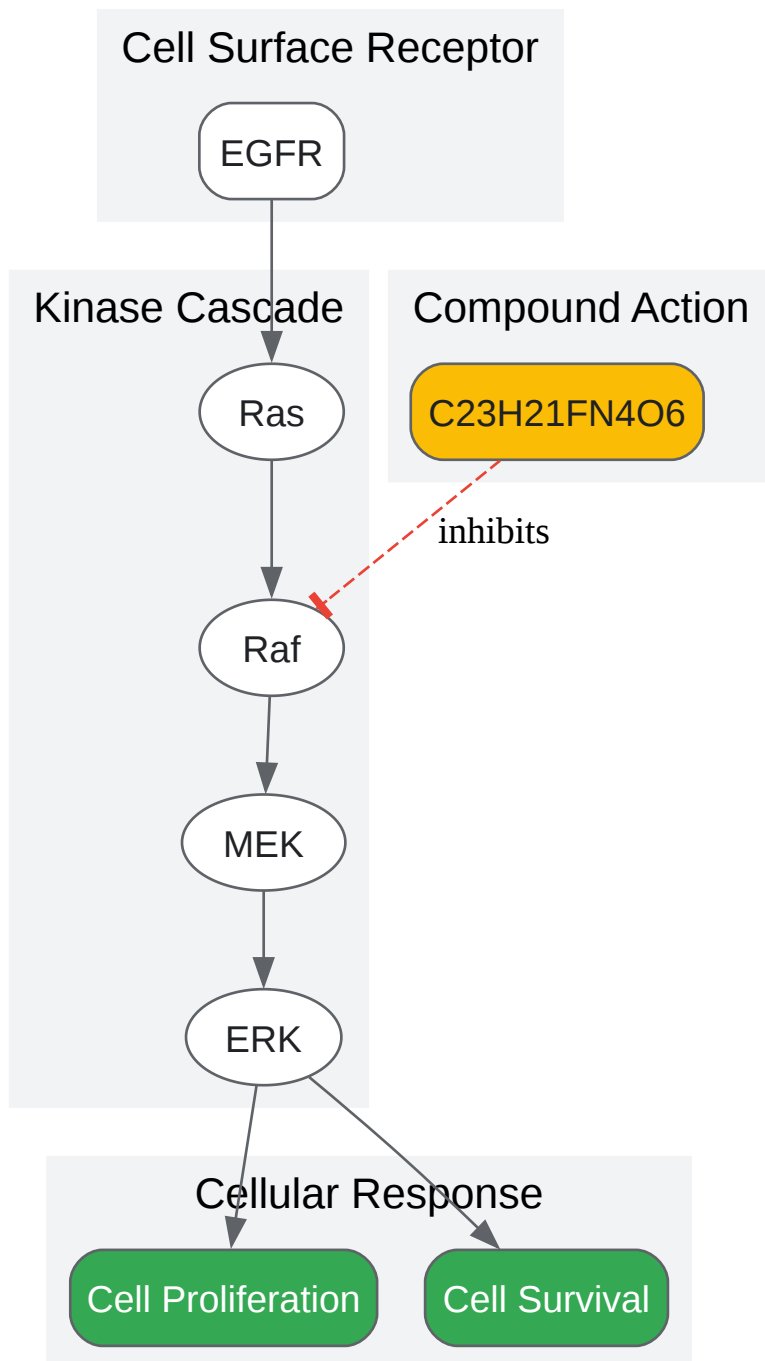 Cell Surface Receptor
EGFR
Kinase Cascade
Compound Action
Ras
C23H21FN4O6
inhibits
Raf
MEK
ERK
Cellular Response
Cell Proliferation
Cell Survival